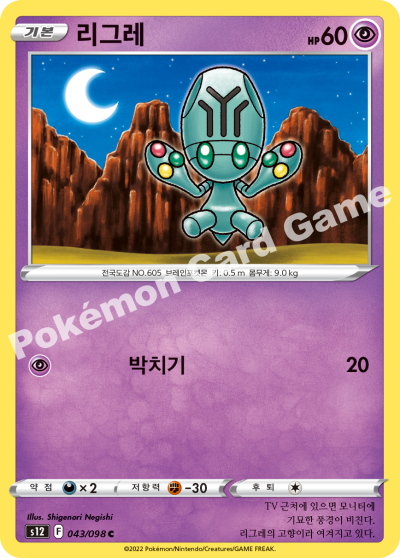 기본 리그레 HP60
전국도감 NO.605 브레인포켓몬 키: 0.5 m 몸무게: 9.0 kg
Pokémon Card Game
박치기 20
약점 ×2 저항력 -30 후퇴
Illus. Shigenori Negishi
s12 F 043/098 C
TV 근처에 있으면 모니터에
기묘한 풍경이 비친다.
리그레의 고향이라 여겨지고 있다.
©2022 Pokémon/Nintendo/Creatures/GAME FREAK.